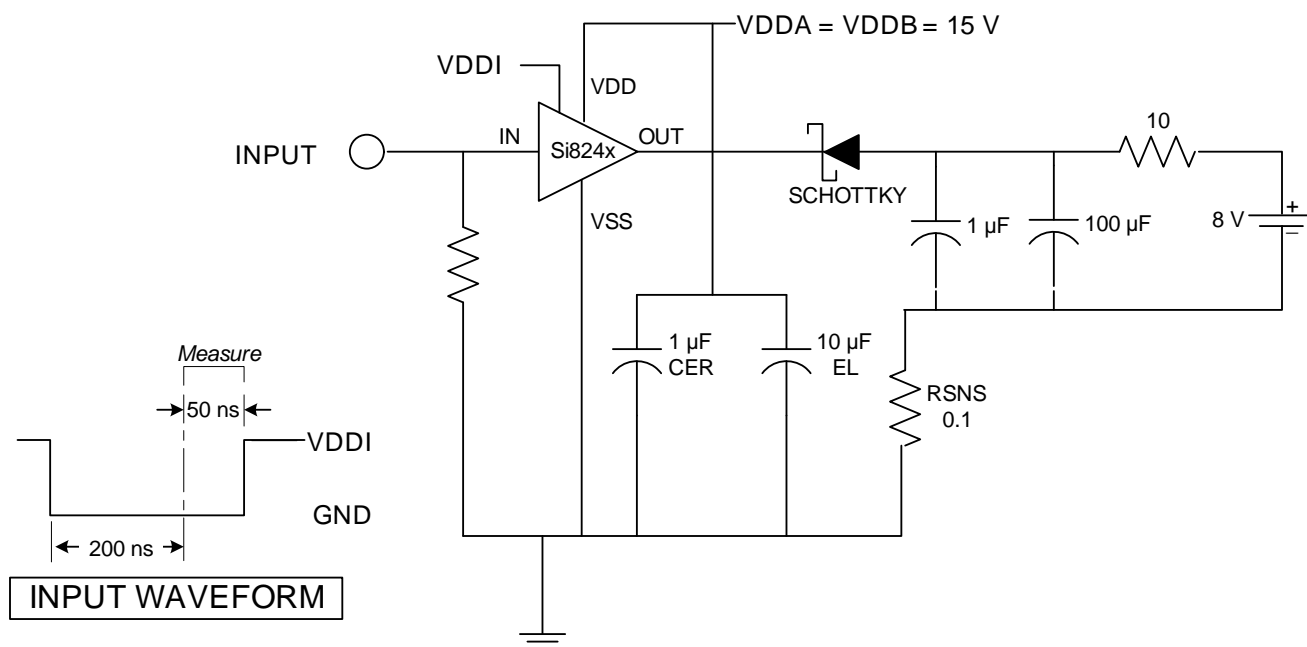 VDDA = VDDB = 15 V
VDDI
VDD
10
INPUT
IN
Si824x
OUT
SCHOTTKY
VSS
1 µF
100 µF
8 V
+
–
1 µF
CER
10 µF
EL
RSNS
0.1
Measure
50 ns
VDDI
GND
200 ns
INPUT WAVEFORM